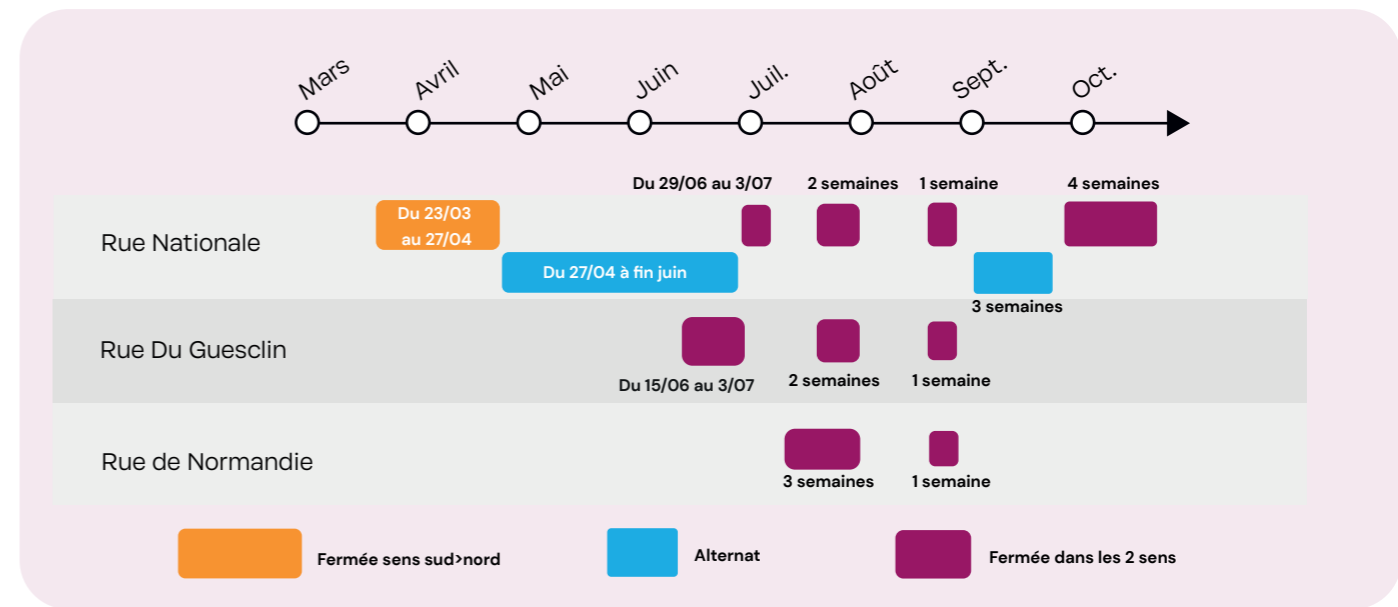 Mars
Avril
Mai
Juin
Juil.
Août
Sept.
Oct.
Du 29/06 au 3/07
2 semaines
1 semaine
4 semaines
Rue Nationale
Du 23/03
au 27/04
Du 27/04 à fin juin
3 semaines
Rue Du Guesclin
Du 15/06 au 3/07
2 semaines
1 semaine
Rue de Normandie
3 semaines
1 semaine
Fermée sens sud>nord
Alternat
Fermée dans les 2 sens